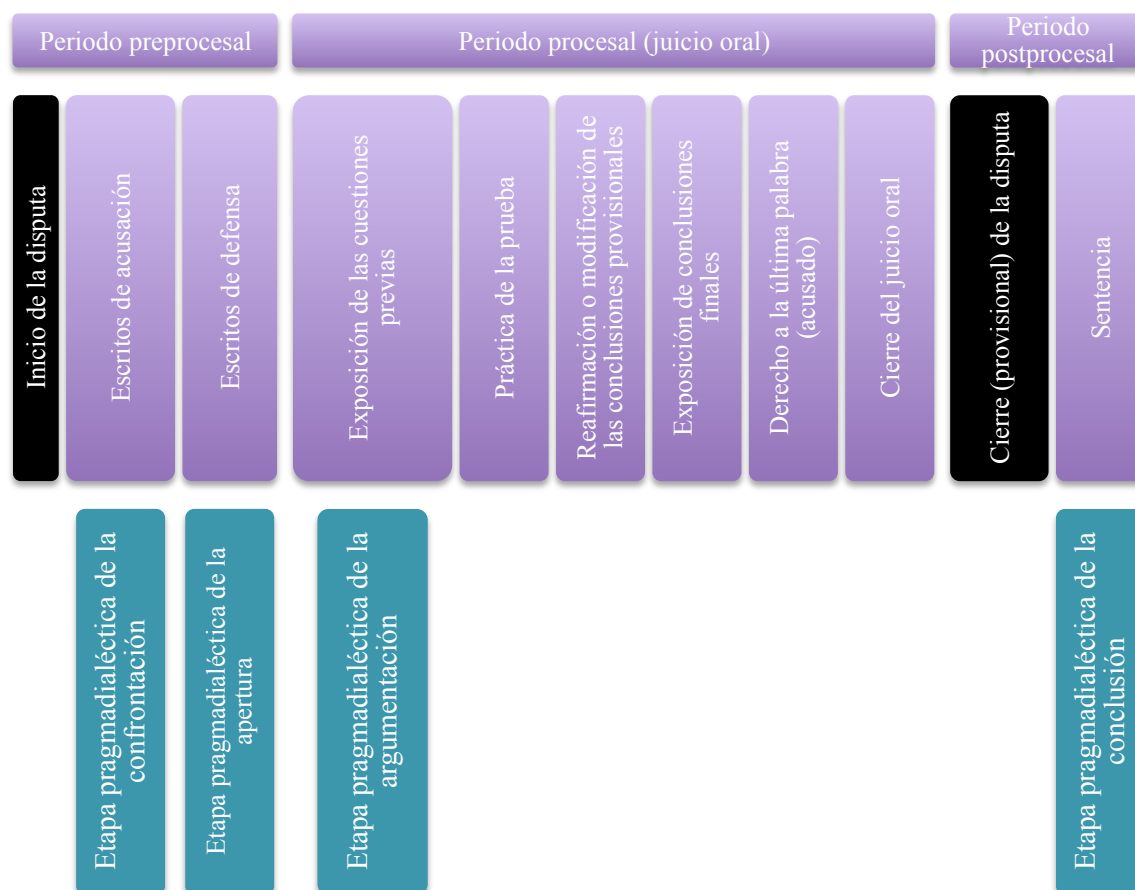 Periodo preprocesal
Periodo procesal (juicio oral)
Periodo
postprocesal
Inicio de la disputa
Escritos de acusación
Escritos de defensa
Exposición de las cuestiones
previas
Práctica de la prueba
Reafirmación o modificación de
las conclusiones provisionales
Exposición de conclusiones
finales
Derecho a la última palabra
(acusado)
Cierre del juicio oral
Cierre (provisional) de la disputa
Sentencia
Etapa pragmadialéctica de la
confrontación
Etapa pragmadialéctica de la
apertura
Etapa pragmadialéctica de la
argumentación
Etapa pragmadialéctica de la
conclusión